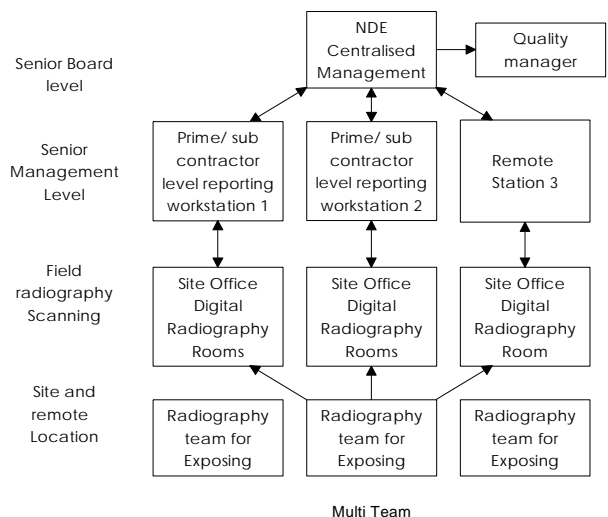 NDE
Centralised
Management
Quality
manager
Senior Board
level
Prime/ sub
contractor
level reporting
workstation 1
Prime/ sub
contractor
level reporting
workstation 2
Remote
Station 3
Senior
Management
Level
Field
radiography
Scanning
Site Office
Digital
Radiography
Rooms
Site Office
Digital
Radiography
Rooms
Site Office
Digital
Radiography
Room
Site and
remote
Location
Radiography
team for
Exposing
Radiography
team for
Exposing
Radiography
team for
Exposing
Multi Team